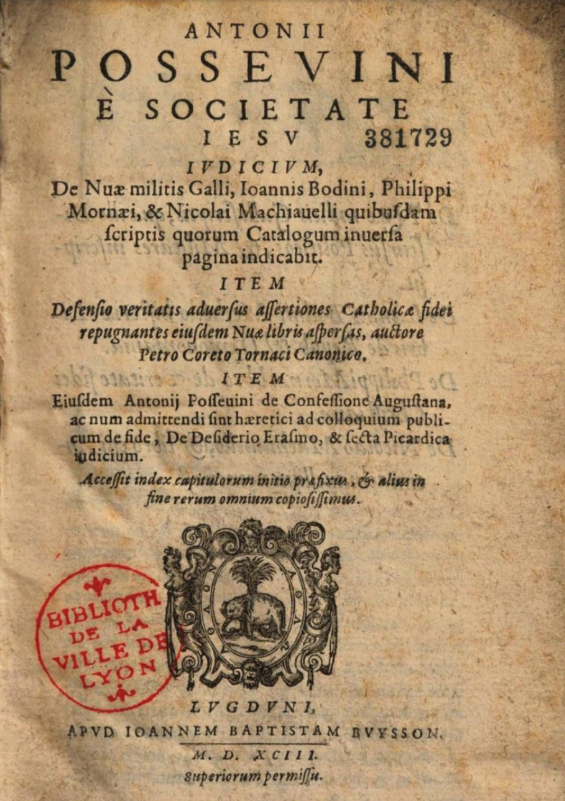 ANTONII
POSSEVINI
È SOCIETATE
IESV
381729
IVDICIVM,
De Nuæ militis Galli, Ioannis Bodini, Philippi
Mornæi, & Nicolai Machiauelli quibuſdam
ſcriptis quorum Catalogum inuerſa
pagina indicabit.
ITEM
Defenſio veritatis aduerſus aſſertiones Catholicæ fidei
repugnantes eiuſdem Nuæ libris aſperſas, auctore
Petro Coreto Tornaci Canonico.
ITEM
Eiuſdem Antonij Poſſeuini de Confeſſione Auguſtana,
ac num admittendi ſint hæretici ad colloquium publi-
cum de fide, De Deſiderio Eraſmo, & ſecta Picardica
iudicium.
Acceſſit index capitulorum initio præfixus, & alius in
fine rerum omnium copioſiſſimus.
BIBLIOTH
DE LA
VILLE DE
LYON
LVGDVNI,
APVD IOANNEM BAPTISTAM BVYSSON.
M. D. XCIII.
Superiorum permiſſu.